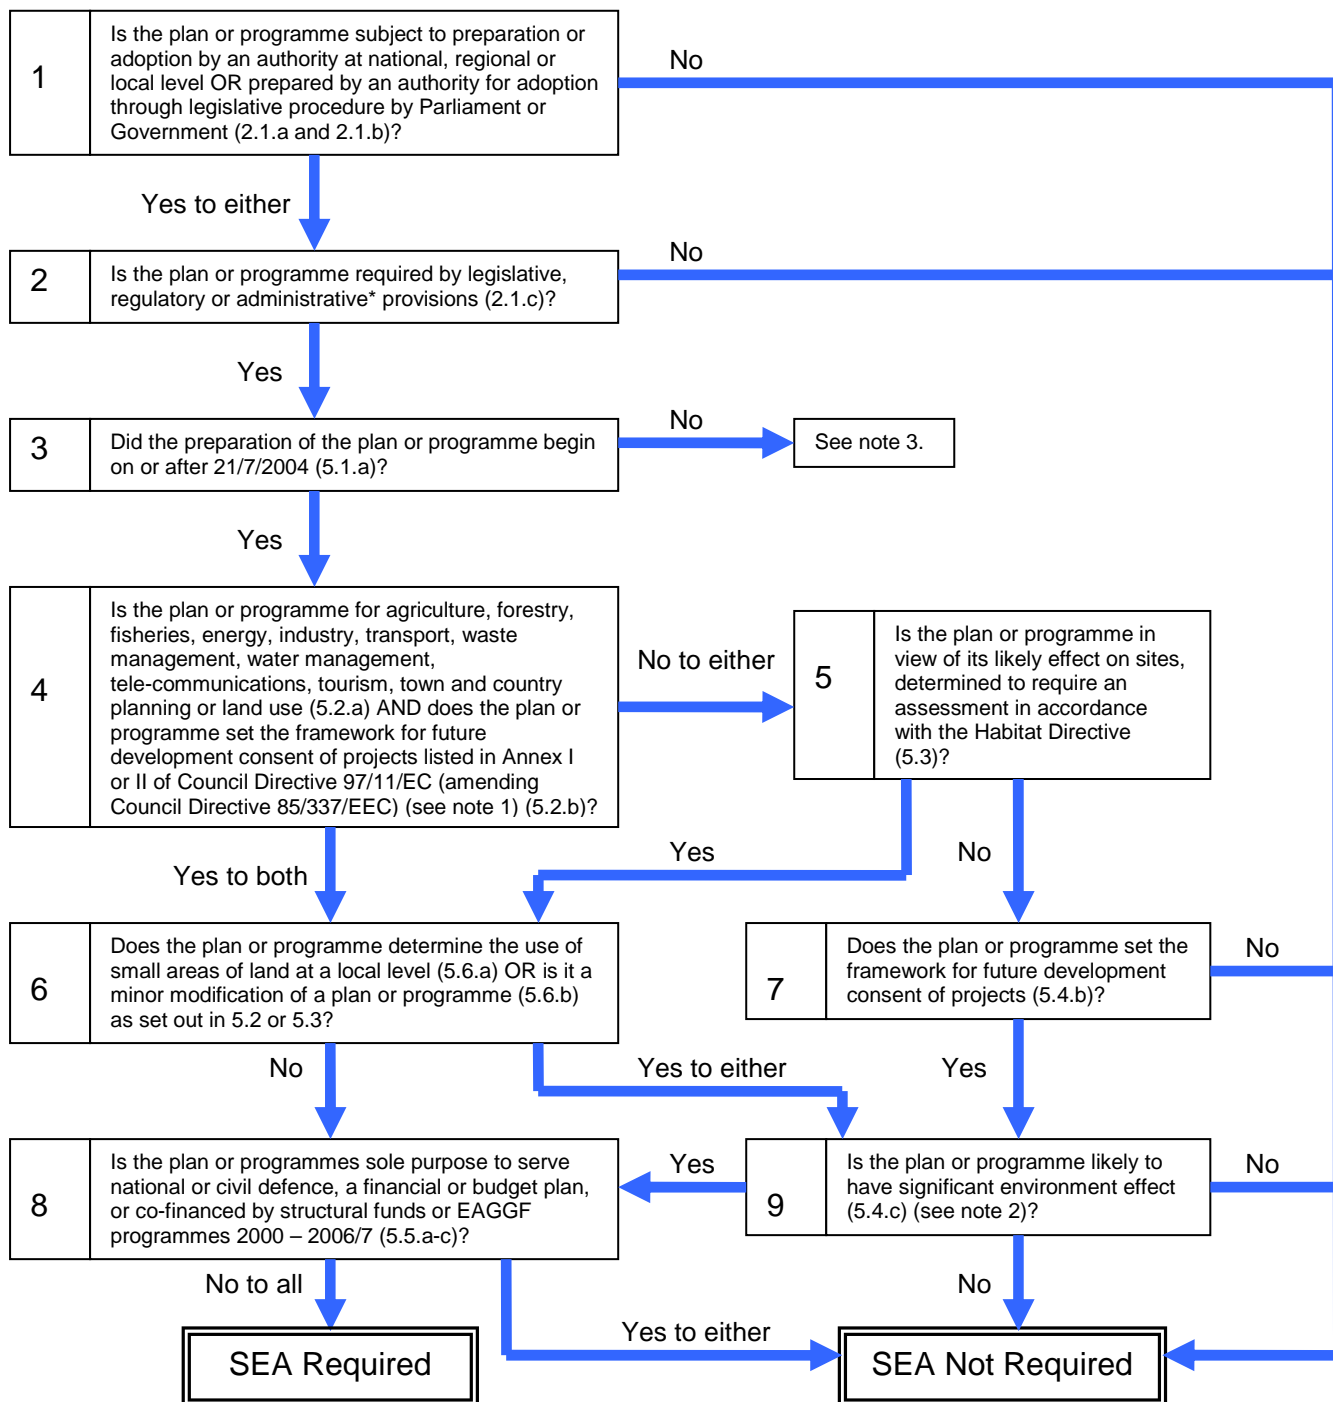 1
Is the plan or programme subject to preparation or
adoption by an authority at national, regional or
local level OR prepared by an authority for adoption
through legislative procedure by Parliament or
Government (2.1.a and 2.1.b)?
No
Yes to either
2
Is the plan or programme required by legislative,
regulatory or administrative* provisions (2.1.c)?
No
Yes
3
Did the preparation of the plan or programme begin
on or after 21/7/2004 (5.1.a)?
No
See note 3.
Yes
4
Is the plan or programme for agriculture, forestry,
fisheries, energy, industry, transport, waste
management, water management,
tele-communications, tourism, town and country
planning or land use (5.2.a) AND does the plan or
programme set the framework for future
development consent of projects listed in Annex I
or II of Council Directive 97/11/EC (amending
Council Directive 85/337/EEC) (see note 1) (5.2.b)?
No to either
5
Is the plan or programme in
view of its likely effect on sites,
determined to require an
assessment in accordance
with the Habitat Directive
(5.3)?
Yes to both
Yes
No
6
Does the plan or programme determine the use of
small areas of land at a local level (5.6.a) OR is it a
minor modification of a plan or programme (5.6.b)
as set out in 5.2 or 5.3?
7
Does the plan or programme set the
framework for future development
consent of projects (5.4.b)?
No
No
Yes to either
Yes
8
Is the plan or programmes sole purpose to serve
national or civil defence, a financial or budget plan,
or co-financed by structural funds or EAGGF
programmes 2000 – 2006/7 (5.5.a-c)?
Yes
9
Is the plan or programme likely to
have significant environment effect
(5.4.c) (see note 2)?
No
No to all
Yes to either
No
SEA Required
SEA Not Required